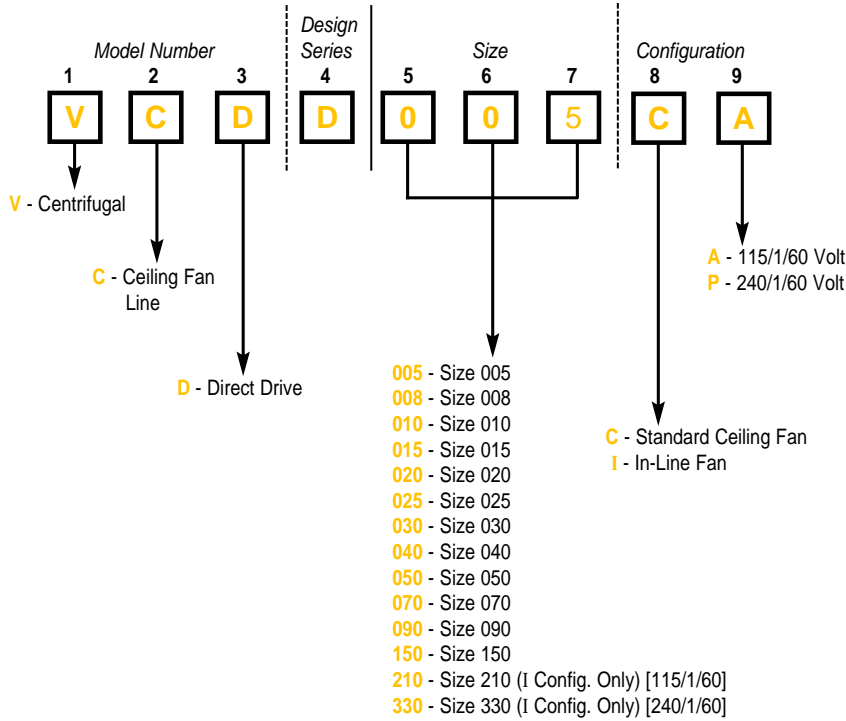 Model Number
Design
Series
Size
Configuration
1 2 3 4 5 6 7 8 9
V C D D 0 0 5 C A
V - Centrifugal
C - Ceiling Fan
Line
D - Direct Drive
A - 115/1/60 Volt
P - 240/1/60 Volt
005 - Size 005
008 - Size 008
010 - Size 010
015 - Size 015
020 - Size 020
025 - Size 025
030 - Size 030
040 - Size 040
050 - Size 050
070 - Size 070
090 - Size 090
150 - Size 150
210 - Size 210 (I Config. Only) [115/1/60]
330 - Size 330 (I Config. Only) [240/1/60]
C - Standard Ceiling Fan
I - In-Line Fan